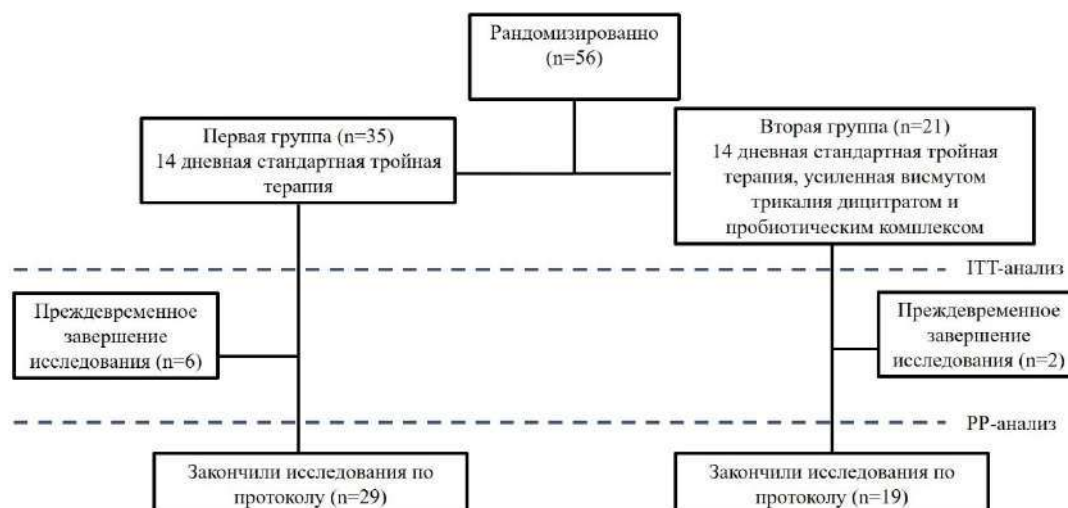 Рандомизированно
(n=56)
Первая группа (n=35)
14 дневная стандартная тройная
терапия
Вторая группа (n=21)
14 дневная стандартная тройная
терапия, усиленная висмутом
трикалия дицитратом и
пробиотическим комплексом
ITT-анализ
Преждевременное
завершение
исследования (n=6)
Преждевременное
завершение
исследования (n=2)
PP-анализ
Закончили исследования по
протоколу (n=29)
Закончили исследования по
протоколу (n=19)